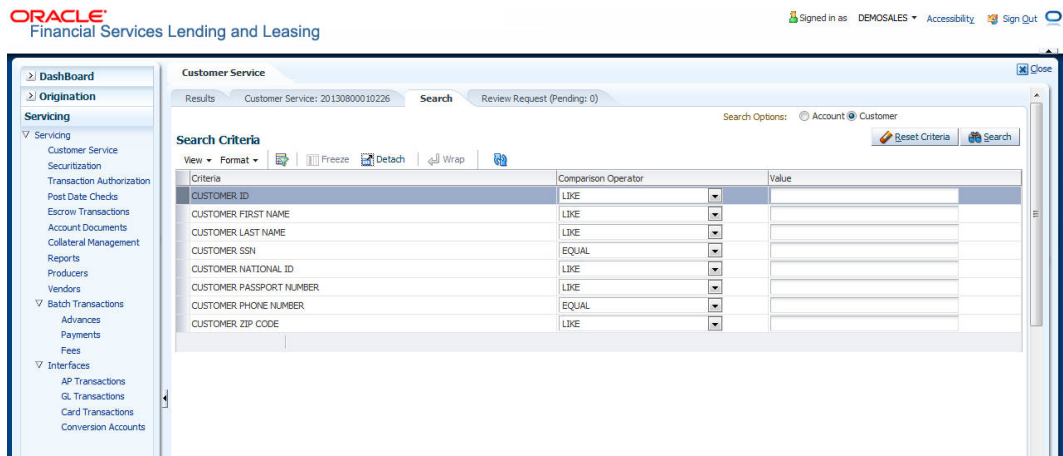 ORACLE
Financial Services Lending and Leasing
Signed in as DEMOSALES Accessibility Sign Out
Close
DashBoard
Origination
Servicing
Servicing
Customer Service
Securitization
Transaction Authorization
Post Date Checks
Escrow Transactions
Account Documents
Collateral Management
Reports
Producers
Vendors
Batch Transactions
Advances
Payments
Fees
Interfaces
AP Transactions
GL Transactions
Card Transactions
Conversion Accounts
Customer Service
Results Customer Service: 20130800010226 Search Review Request (Pending: 0)
Search Options: Account Customer
Search Criteria
Reset Criteria Search
View Format Freeze Detach Wrap
Criteria Comparison Operator Value
CUSTOMER ID LIKE
CUSTOMER FIRST NAME LIKE
CUSTOMER LAST NAME LIKE
CUSTOMER SSN EQUAL
CUSTOMER NATIONAL ID LIKE
CUSTOMER PASSPORT NUMBER LIKE
CUSTOMER PHONE NUMBER EQUAL
CUSTOMER ZIP CODE LIKE